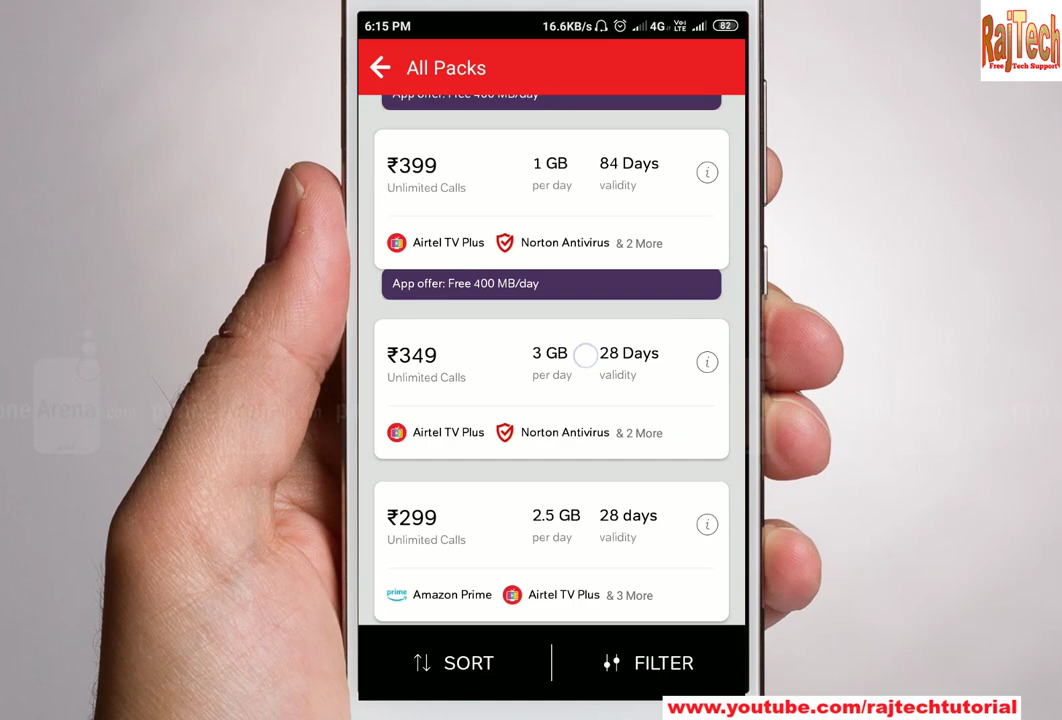 6:15 PM 16.6KB/s 4G Vo LTE 82
RajTech
Free Tech Support
All Packs
App offer: Free 400 MB/day
₹399 1 GB 84 Days
Unlimited Calls per day validity
Airtel TV Plus Norton Antivirus & 2 More
App offer: Free 400 MB/day
₹349 3 GB 28 Days
Unlimited Calls per day validity
Airtel TV Plus Norton Antivirus & 2 More
₹299 2.5 GB 28 days
Unlimited Calls per day validity
prime Amazon Prime Airtel TV Plus & 3 More
SORT FILTER
www.youtube.com/rajtechtutorial